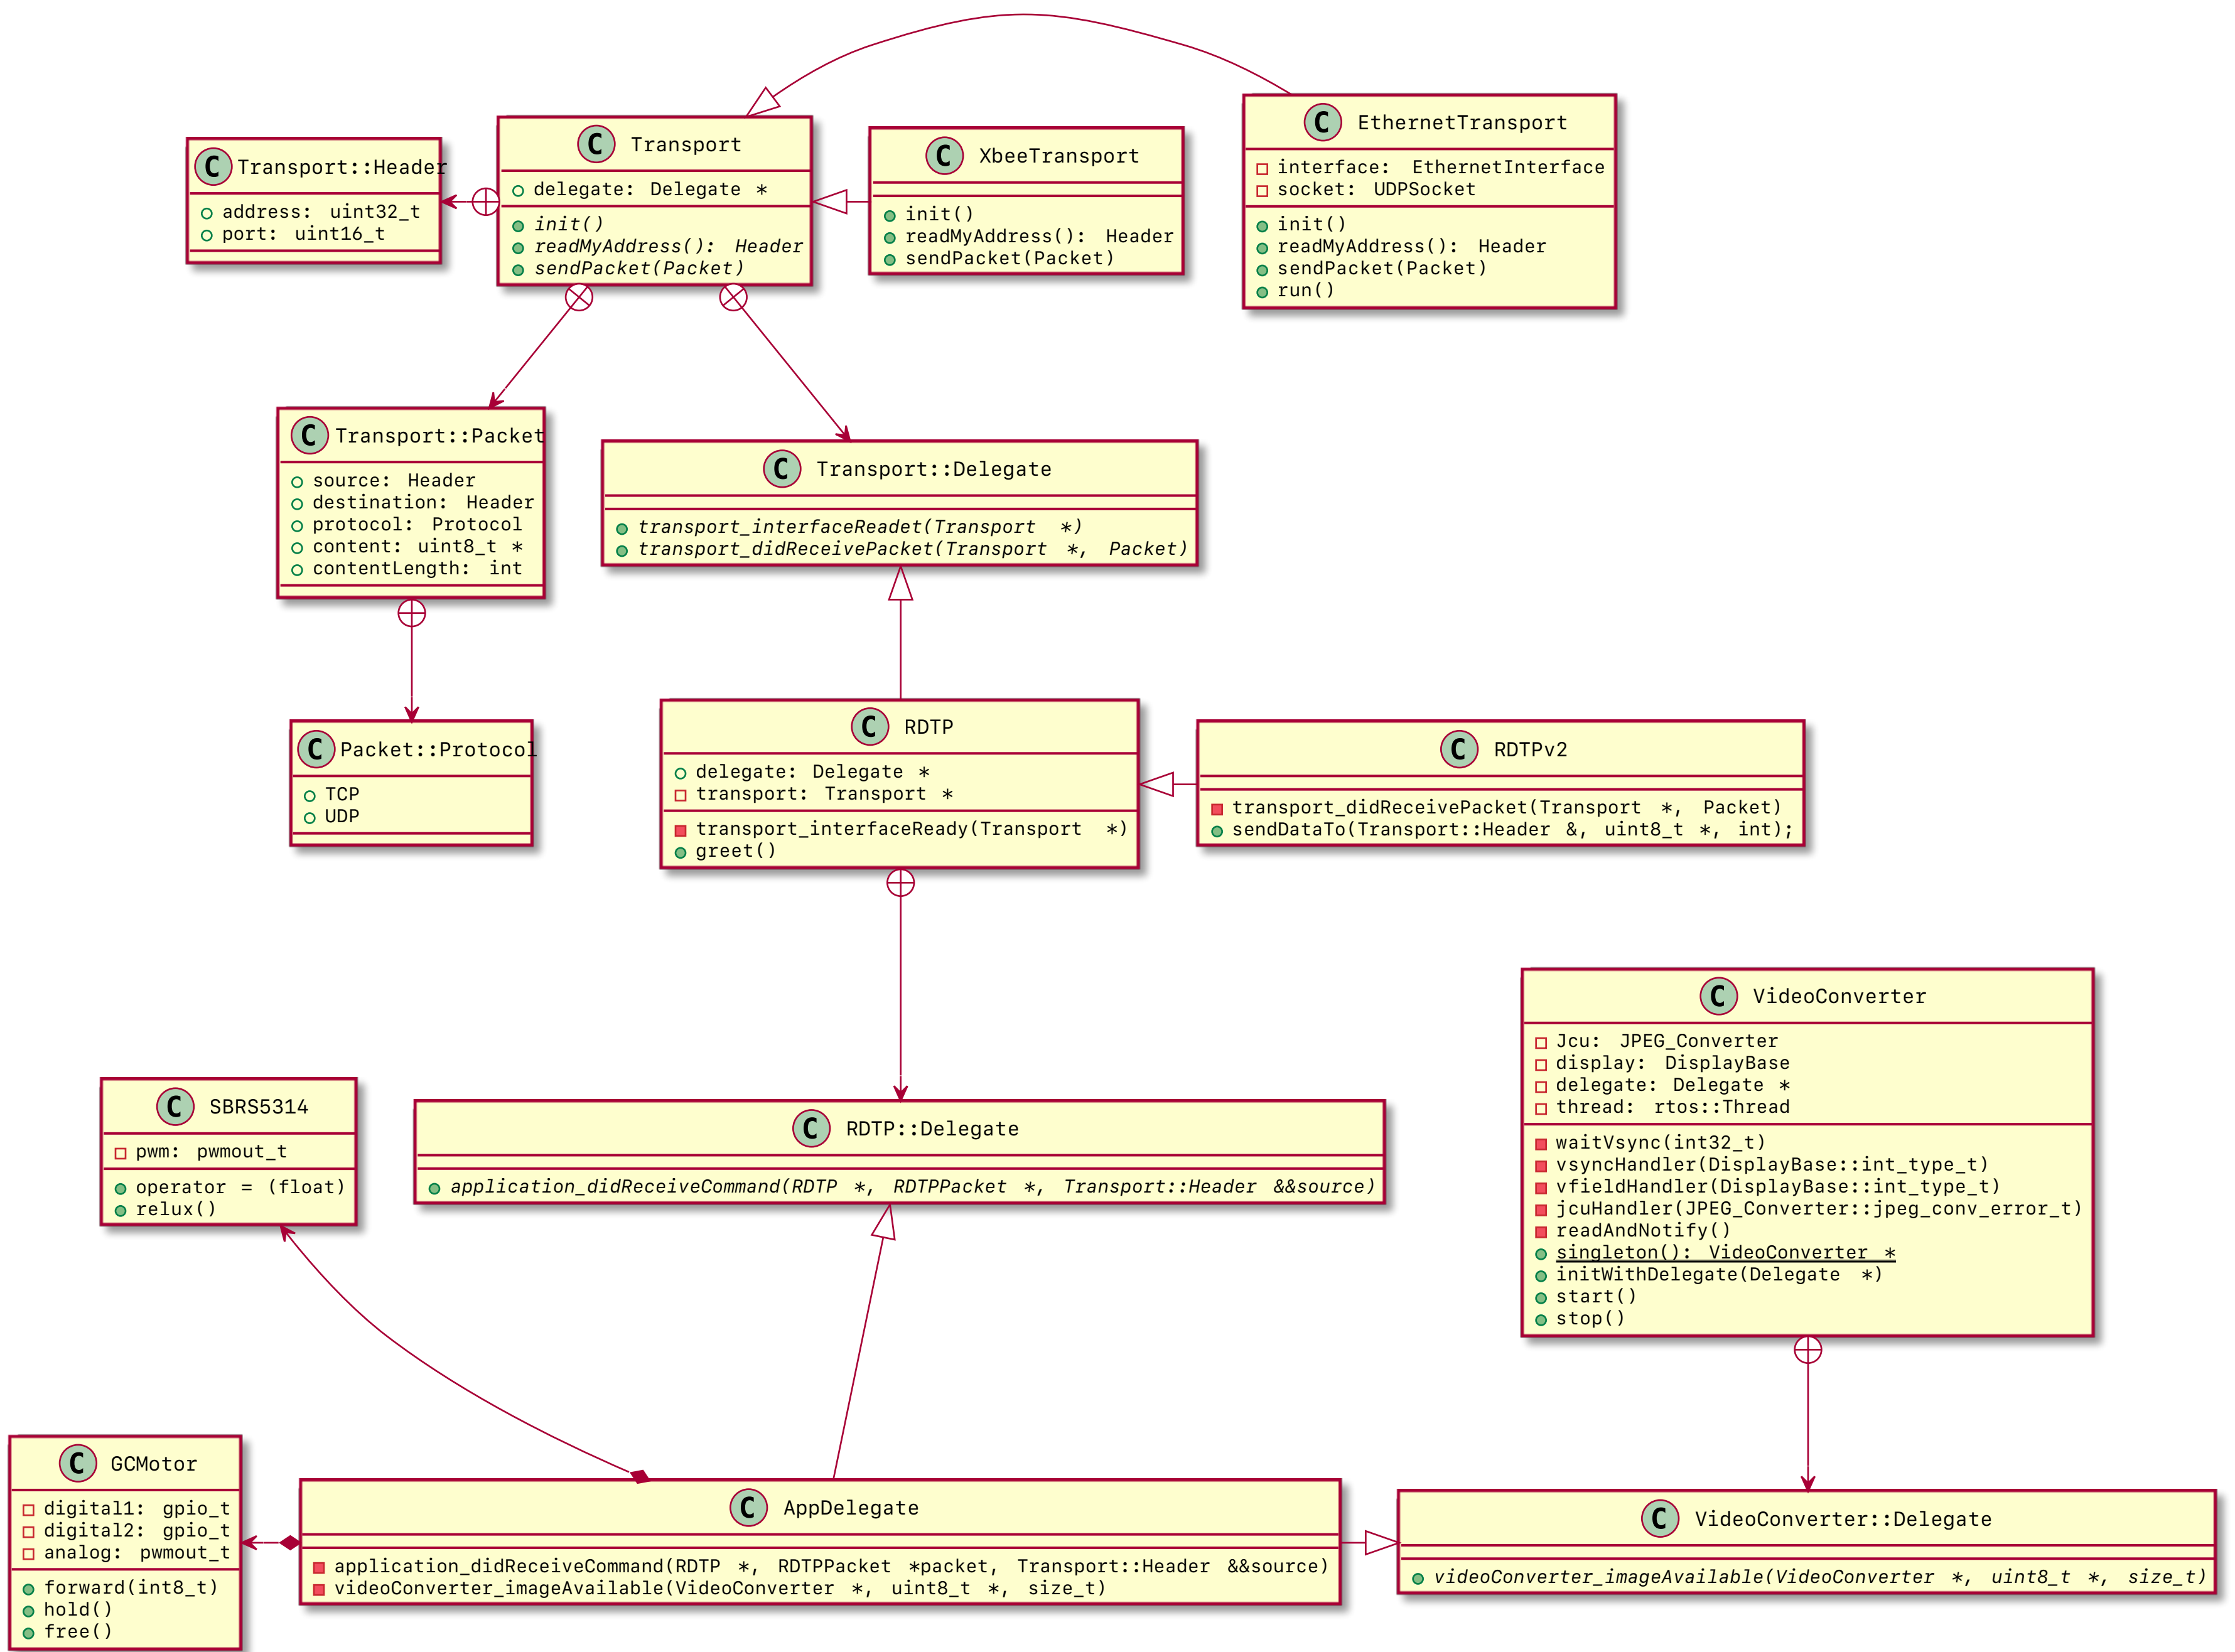 C Transport::Header
address: uint32_t
port: uint16_t
C Transport
delegate: Delegate *
init()
readMyAddress(): Header
sendPacket(Packet)
C XbeeTransport
init()
readMyAddress(): Header
sendPacket(Packet)
C EthernetTransport
interface: EthernetInterface
socket: UDPSocket
init()
readMyAddress(): Header
sendPacket(Packet)
run()
C Transport::Packet
source: Header
destination: Header
protocol: Protocol
content: uint8_t *
contentLength: int
C Transport::Delegate
transport_interfaceReadet(Transport *)
transport_didReceivePacket(Transport *, Packet)
C Packet::Protocol
TCP
UDP
C RDTP
delegate: Delegate *
transport: Transport *
transport_interfaceReady(Transport *)
greet()
C RDTPv2
transport_didReceivePacket(Transport *, Packet)
sendDataTo(Transport::Header &, uint8_t *, int);
C VideoConverter
Jcu: JPEG_Converter
display: DisplayBase
delegate: Delegate *
thread: rtos::Thread
waitVsync(int32_t)
vsyncHandler(DisplayBase::int_type_t)
vfieldHandler(DisplayBase::int_type_t)
jcuHandler(JPEG_Converter::jpeg_conv_error_t)
readAndNotify()
singleton(): VideoConverter *
initWithDelegate(Delegate *)
start()
stop()
C SBRS5314
pwm: pwmout_t
operator = (float)
relux()
C RDTP::Delegate
application_didReceiveCommand(RDTP *, RDTPPacket *, Transport::Header &&source)
C GCMotor
digital1: gpio_t
digital2: gpio_t
analog: pwmout_t
forward(int8_t)
hold()
free()
C AppDelegate
application_didReceiveCommand(RDTP *, RDTPPacket *packet, Transport::Header &&source)
videoConverter_imageAvailable(VideoConverter *, uint8_t *, size_t)
C VideoConverter::Delegate
videoConverter_imageAvailable(VideoConverter *, uint8_t *, size_t)